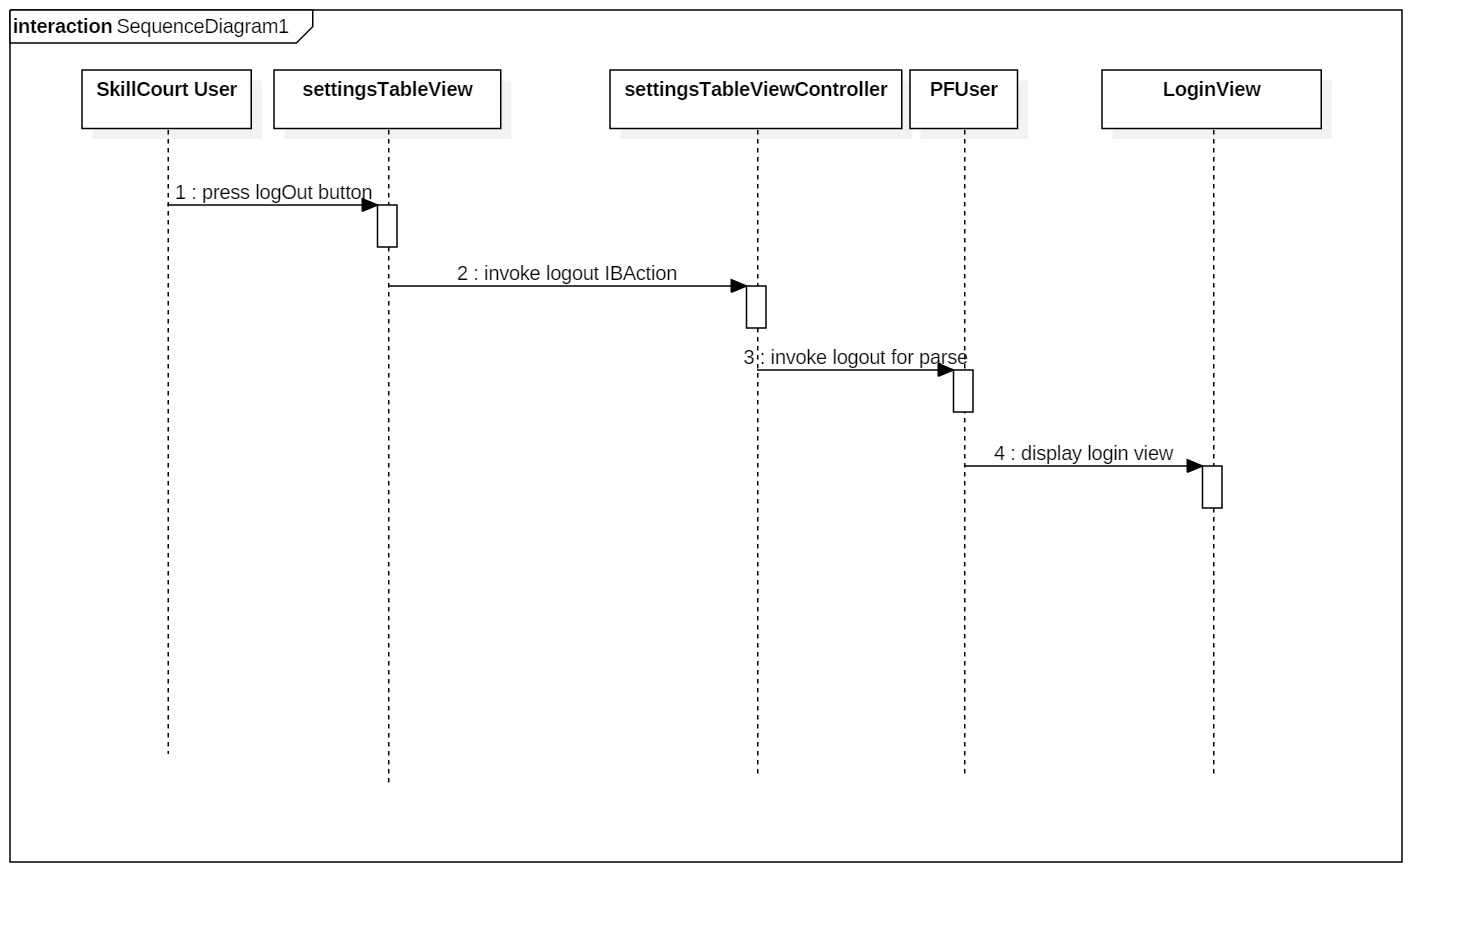 interaction SequenceDiagram1
SkillCourt User
settingsTableView
settingsTableViewController
PFUser
LoginView
1 : press logOut button
2 : invoke logout IBAction
3 : invoke logout for parse
4 : display login view